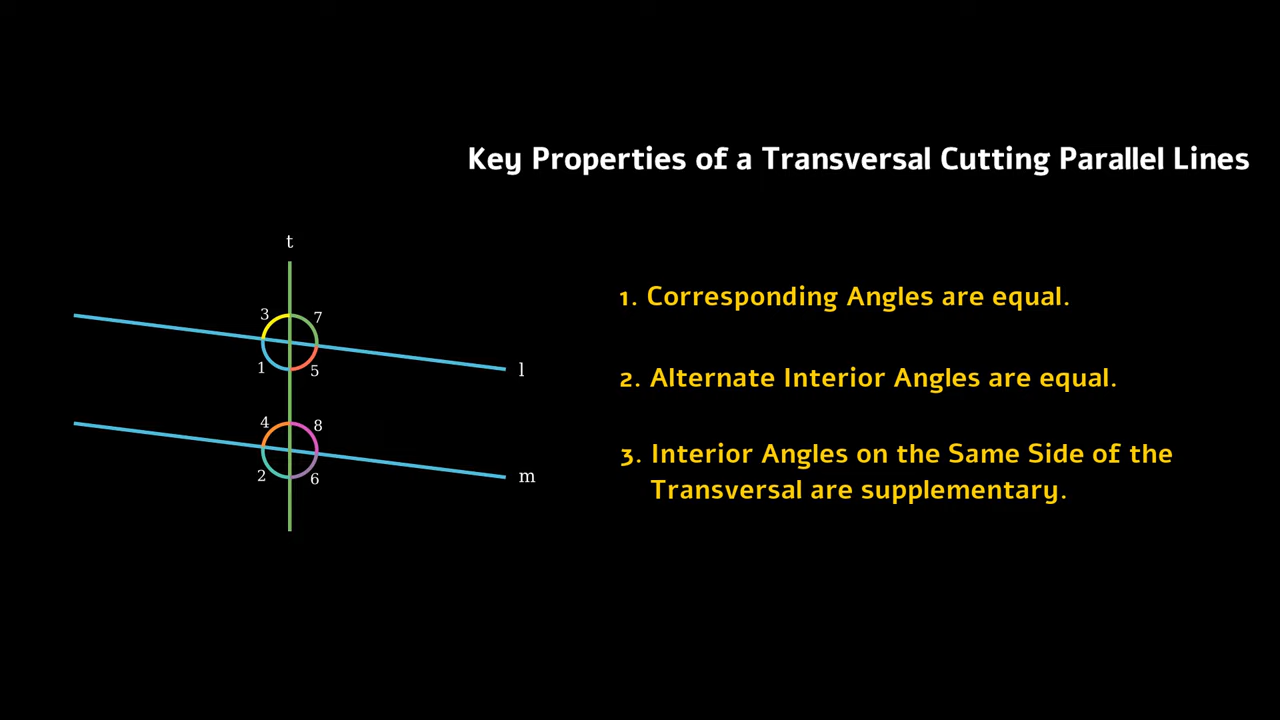 Key Properties of a Transversal Cutting Parallel Lines
t
3
7
1
5
l
4
8
2
6
m
1. Corresponding Angles are equal.
2. Alternate Interior Angles are equal.
3. Interior Angles on the Same Side of the
Transversal are supplementary.